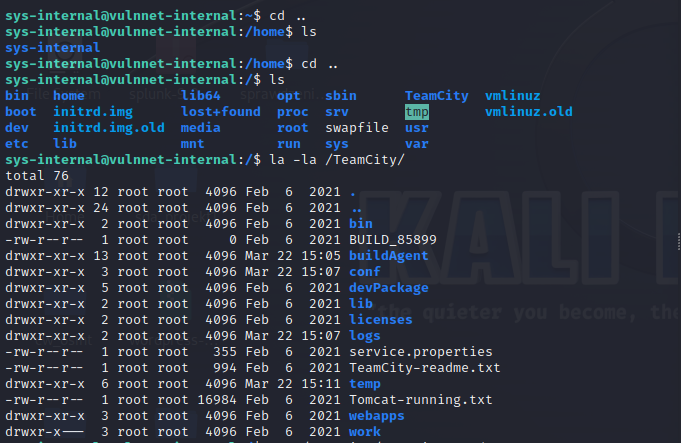 sys-internal@vulnnet-internal:~$ cd ..
sys-internal@vulnnet-internal:/home$ ls
sys-internal
sys-internal@vulnnet-internal:/home$ cd ..
sys-internal@vulnnet-internal:/$ ls
bin home lib64 opt sbin TeamCity vmlinuz
boot initrd.img lost+found proc srv tmp vmlinuz.old
dev initrd.img.old media root swapfile usr
etc lib mnt run sys var
sys-internal@vulnnet-internal:/$ la -la /TeamCity/
total 76
drwxr-xr-x 12 root root 4096 Feb 6 2021 .
drwxr-xr-x 24 root root 4096 Feb 6 2021 ..
drwxr-xr-x 2 root root 4096 Feb 6 2021 bin
-rw-r--r-- 1 root root 0 Feb 6 2021 BUILD_85899
drwxr-xr-x 13 root root 4096 Mar 22 15:05 buildAgent
drwxr-xr-x 3 root root 4096 Mar 22 15:07 conf
drwxr-xr-x 5 root root 4096 Feb 6 2021 devPackage
drwxr-xr-x 2 root root 4096 Feb 6 2021 lib
drwxr-xr-x 2 root root 4096 Feb 6 2021 licenses
drwxr-xr-x 2 root root 4096 Mar 22 15:07 logs
-rw-r--r-- 1 root root 355 Feb 6 2021 service.properties
-rw-r--r-- 1 root root 994 Feb 6 2021 TeamCity-readme.txt
drwxr-xr-x 6 root root 4096 Mar 22 15:11 temp
-rw-r--r-- 1 root root 16984 Feb 6 2021 Tomcat-running.txt
drwxr-xr-x 3 root root 4096 Feb 6 2021 webapps
drwxr-x--- 3 root root 4096 Feb 6 2021 work
KALI
the quieter you become,